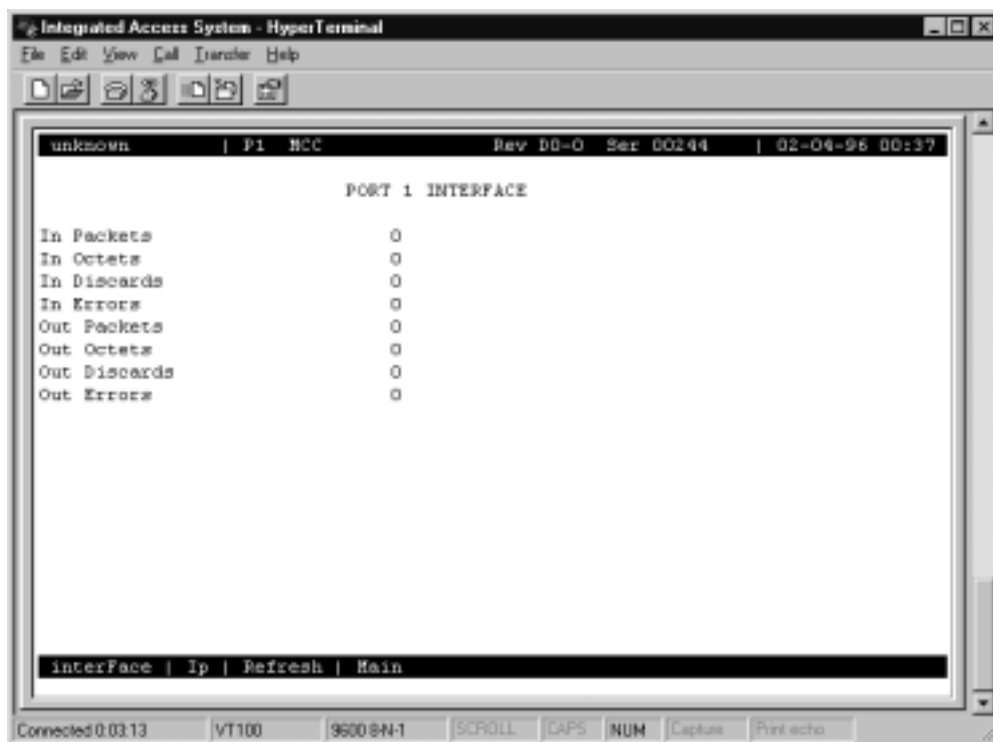 Integrated Access System - HyperTerminal
File Edit View Call Transfer Help
unknown | P1 MCC Rev D0-0 Ser 00244 | 02-04-96 00:37
PORT 1 INTERFACE
In Packets 0
In Octets 0
In Discards 0
In Errors 0
Out Packets 0
Out Octets 0
Out Discards 0
Out Errors 0
interFace | Ip | Refresh | Main
Connected 0:03:13 VT100 9600 8-N-1 SCROLL CAPS NUM Capture Print echo